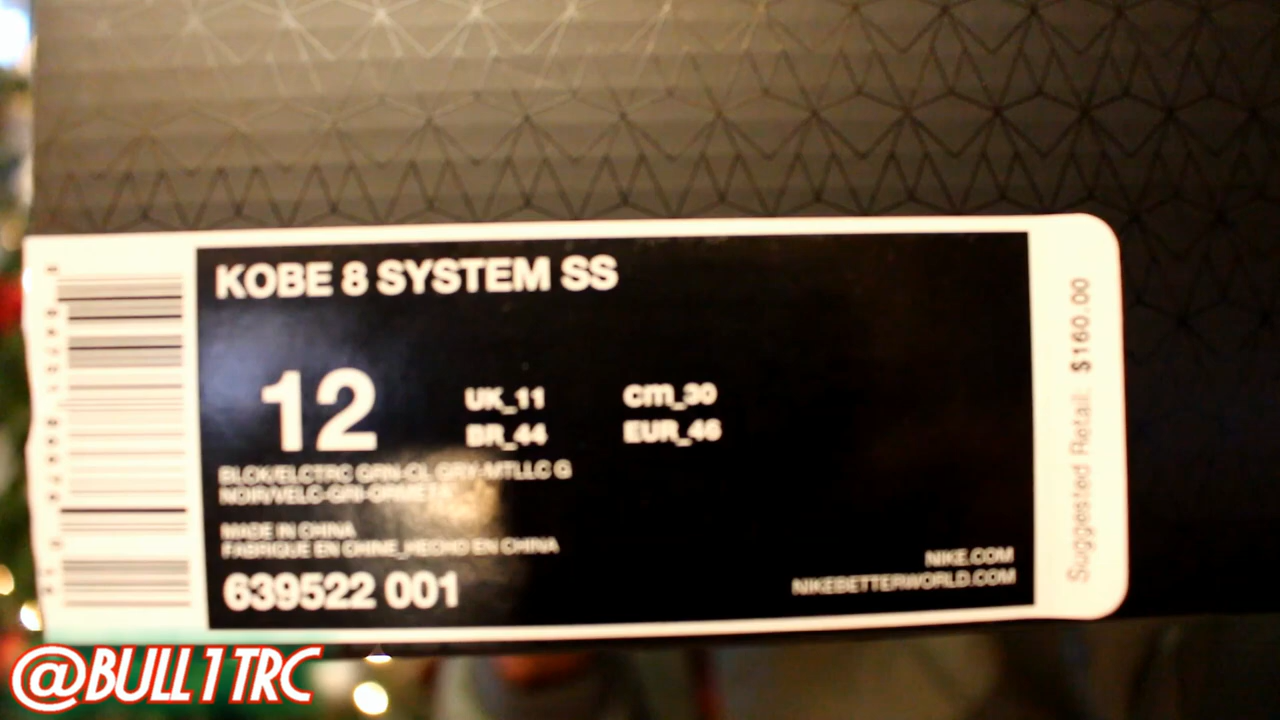 KOBE 8 SYSTEM SS
12
UK_11
cm_30
BR_44
EUR_46
BLCK/ELCTRC GRN-CL GRY-MTLLC G
NOIR/VELC-GRI-GRMETA
MADE IN CHINA
FABRIQUE EN CHINE_HECHO EN CHINA
639522 001
NIKE.COM
NIKEBETTERWORLD.COM
Suggested Retail: $160.00
@BULL1TRC